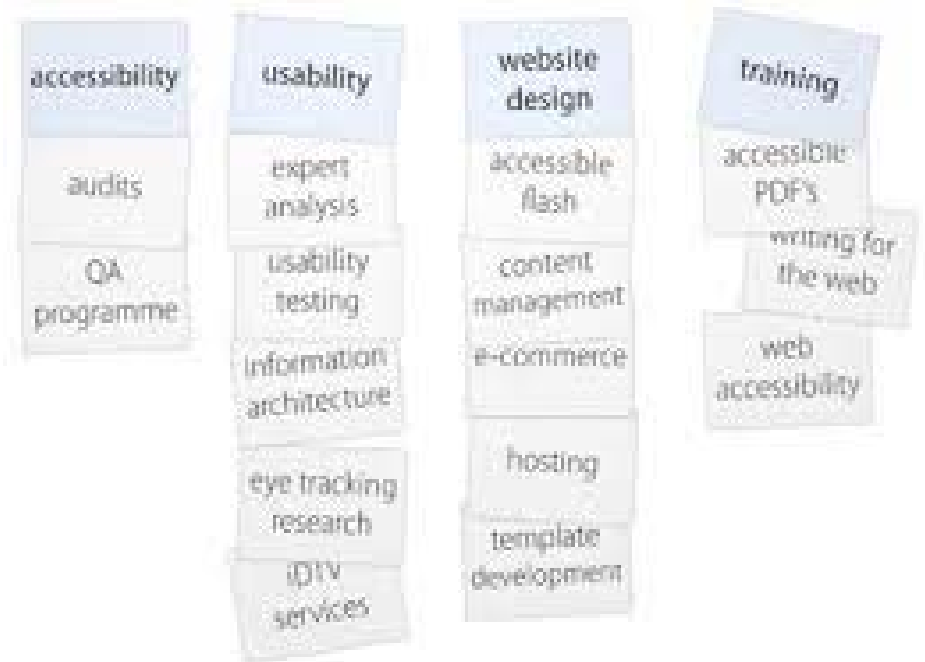 accessibility
audits
QA
programme
usability
expert
analysis
usability
testing
information
architecture
eye tracking
research
iDTV
services
website
design
accessible
flash
content
management
e-commerce
hosting
template
development
training
accessible
PDF's
writing for
the web
web
accessibility